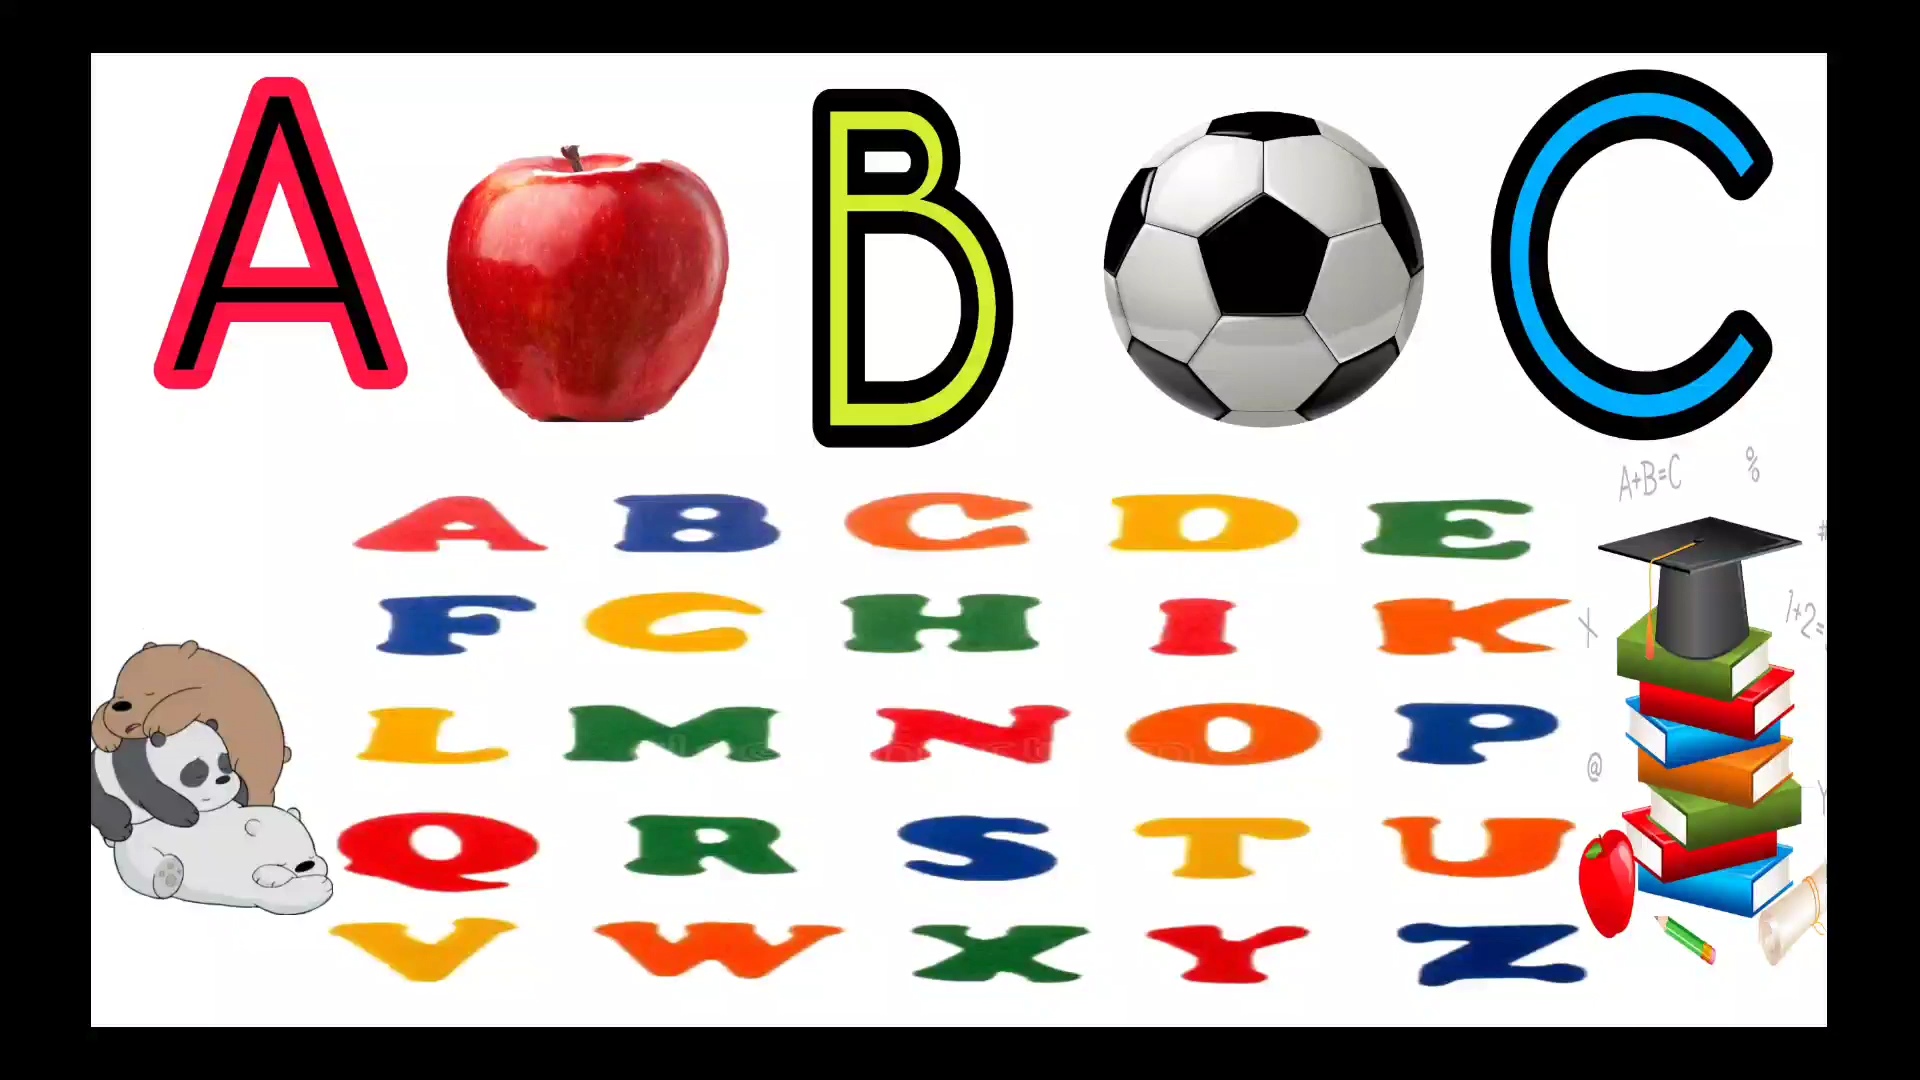 A B C
A+B=C %
A B C D E
#
F C H I K
X 1+2=
L M N O P
@
Q R S T U
V W X Y Z